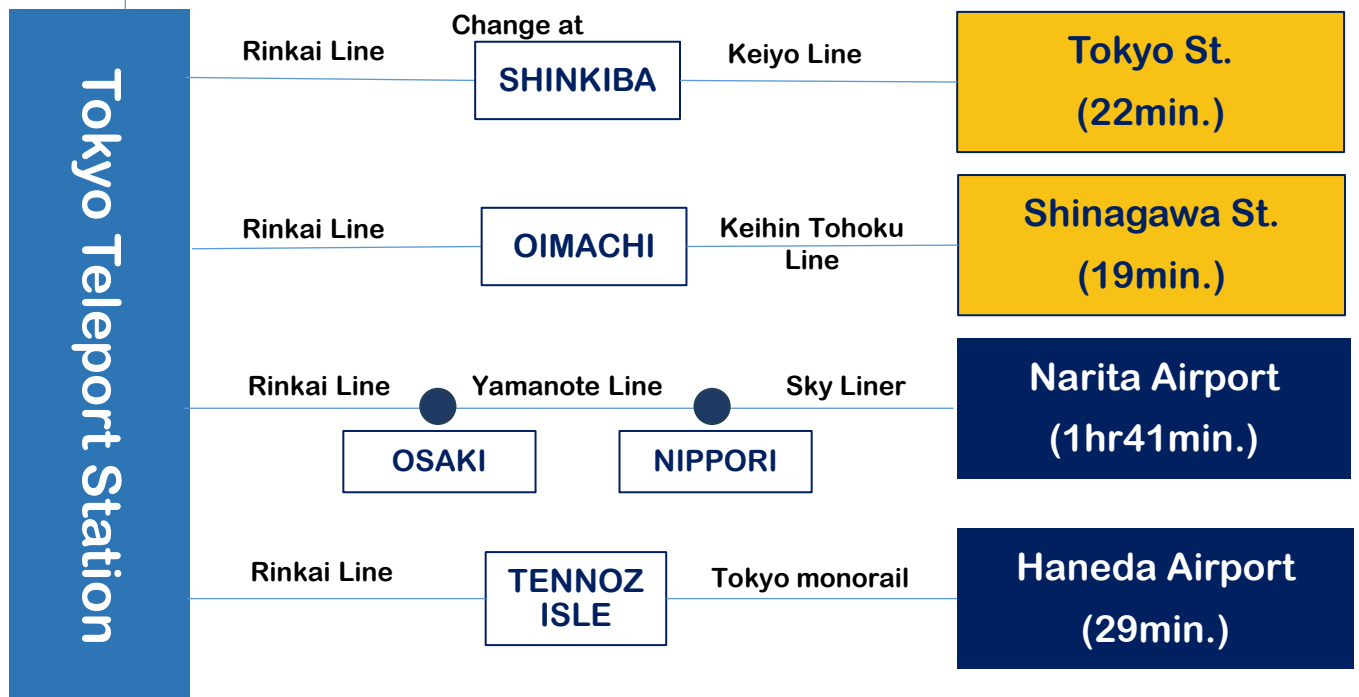 Tokyo Teleport Station
Change at
Rinkai Line
SHINKIBA
Keiyo Line
Tokyo St.
(22min.)
Rinkai Line
OIMACHI
Keihin Tohoku
Line
Shinagawa St.
(19min.)
Rinkai Line
Yamanote Line
Sky Liner
OSAKI
NIPPORI
Narita Airport
(1hr41min.)
Rinkai Line
TENNOZ
ISLE
Tokyo monorail
Haneda Airport
(29min.)